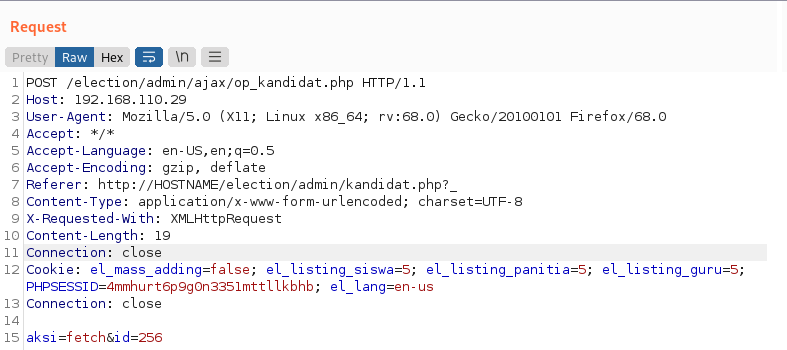 Request
Pretty Raw Hex \n
1 POST /election/admin/ajax/op_kandidat.php HTTP/1.1
2 Host: 192.168.110.29
3 User-Agent: Mozilla/5.0 (X11; Linux x86_64; rv:68.0) Gecko/20100101 Firefox/68.0
4 Accept: */*
5 Accept-Language: en-US,en;q=0.5
6 Accept-Encoding: gzip, deflate
7 Referer: http://HOSTNAME/election/admin/kandidat.php?_
8 Content-Type: application/x-www-form-urlencoded; charset=UTF-8
9 X-Requested-With: XMLHttpRequest
10 Content-Length: 19
11 Connection: close
12 Cookie: el_mass_adding=false; el_listing_siswa=5; el_listing_panitia=5; el_listing_guru=5;
PHPSESSID=4mmhurt6p9g0n3351mttllkbhb; el_lang=en-us
13 Connection: close
14
15 aksi=fetch&id=256